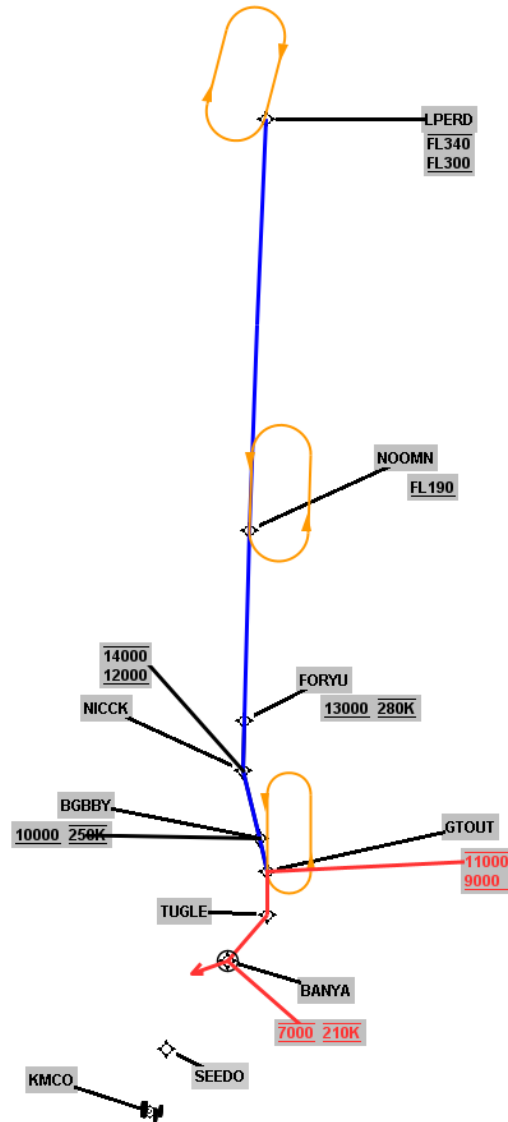 LPERD
FL340
FL300
NOOMN
FL190
14000
12000
FORYU
13000 280K
NICCK
BGBBY
10000 250K
GTOUT
11000
9000
TUGLE
BANYA
7000 210K
SEEDO
KMCO